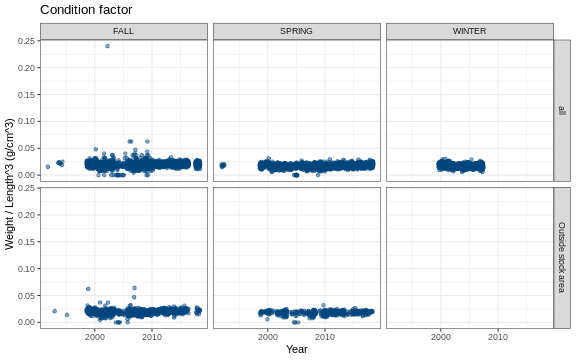 Condition factor
FALL SPRING WINTER
0.25
0.20
0.15
0.10
0.05
0.00
all
0.25
0.20
0.15
0.10
0.05
0.00
Outside stock area
Weight / Length^3 (g/cm^3)
2000 2010 2000 2010 2000 2010
Year